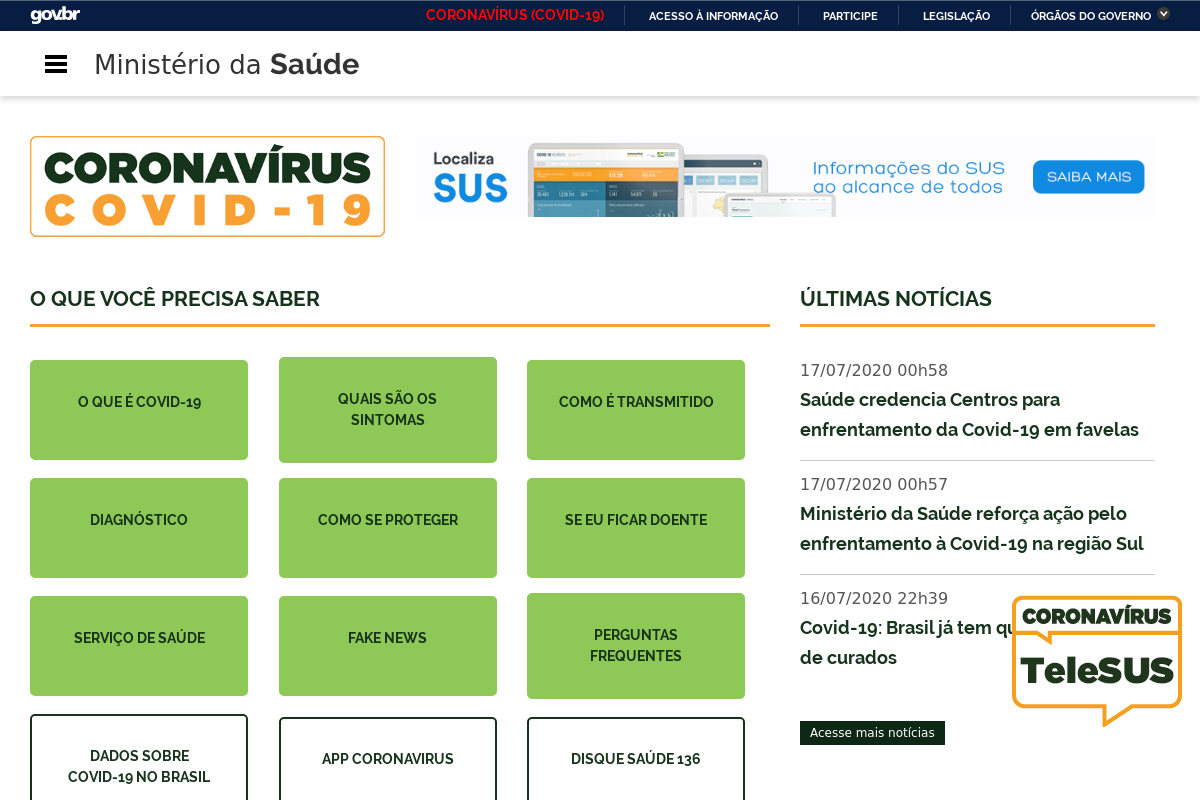 gov.br
CORONAVÍRUS (COVID-19)
ACESSO À INFORMAÇÃO
PARTICIPE
LEGISLAÇÃO
ÓRGÃOS DO GOVERNO
Ministério da Saúde
CORONAVÍRUS
COVID-19
Localiza
SUS
Informações do SUS
ao alcance de todos
SAIBA MAIS
O QUE VOCÊ PRECISA SABER
O QUE É COVID-19
QUAIS SÃO OS
SINTOMAS
COMO É TRANSMITIDO
DIAGNÓSTICO
COMO SE PROTEGER
SE EU FICAR DOENTE
SERVIÇO DE SAÚDE
FAKE NEWS
PERGUNTAS
FREQUENTES
DADOS SOBRE
COVID-19 NO BRASIL
APP CORONAVIRUS
DISQUE SAÚDE 136
ÚLTIMAS NOTÍCIAS
17/07/2020 00h58
Saúde credencia Centros para
enfrentamento da Covid-19 em favelas
17/07/2020 00h57
Ministério da Saúde reforça ação pelo
enfrentamento à Covid-19 na região Sul
16/07/2020 22h39
Covid-19: Brasil já tem
de curados
CORONAVÍRUS
TeleSUS
Acesse mais notícias